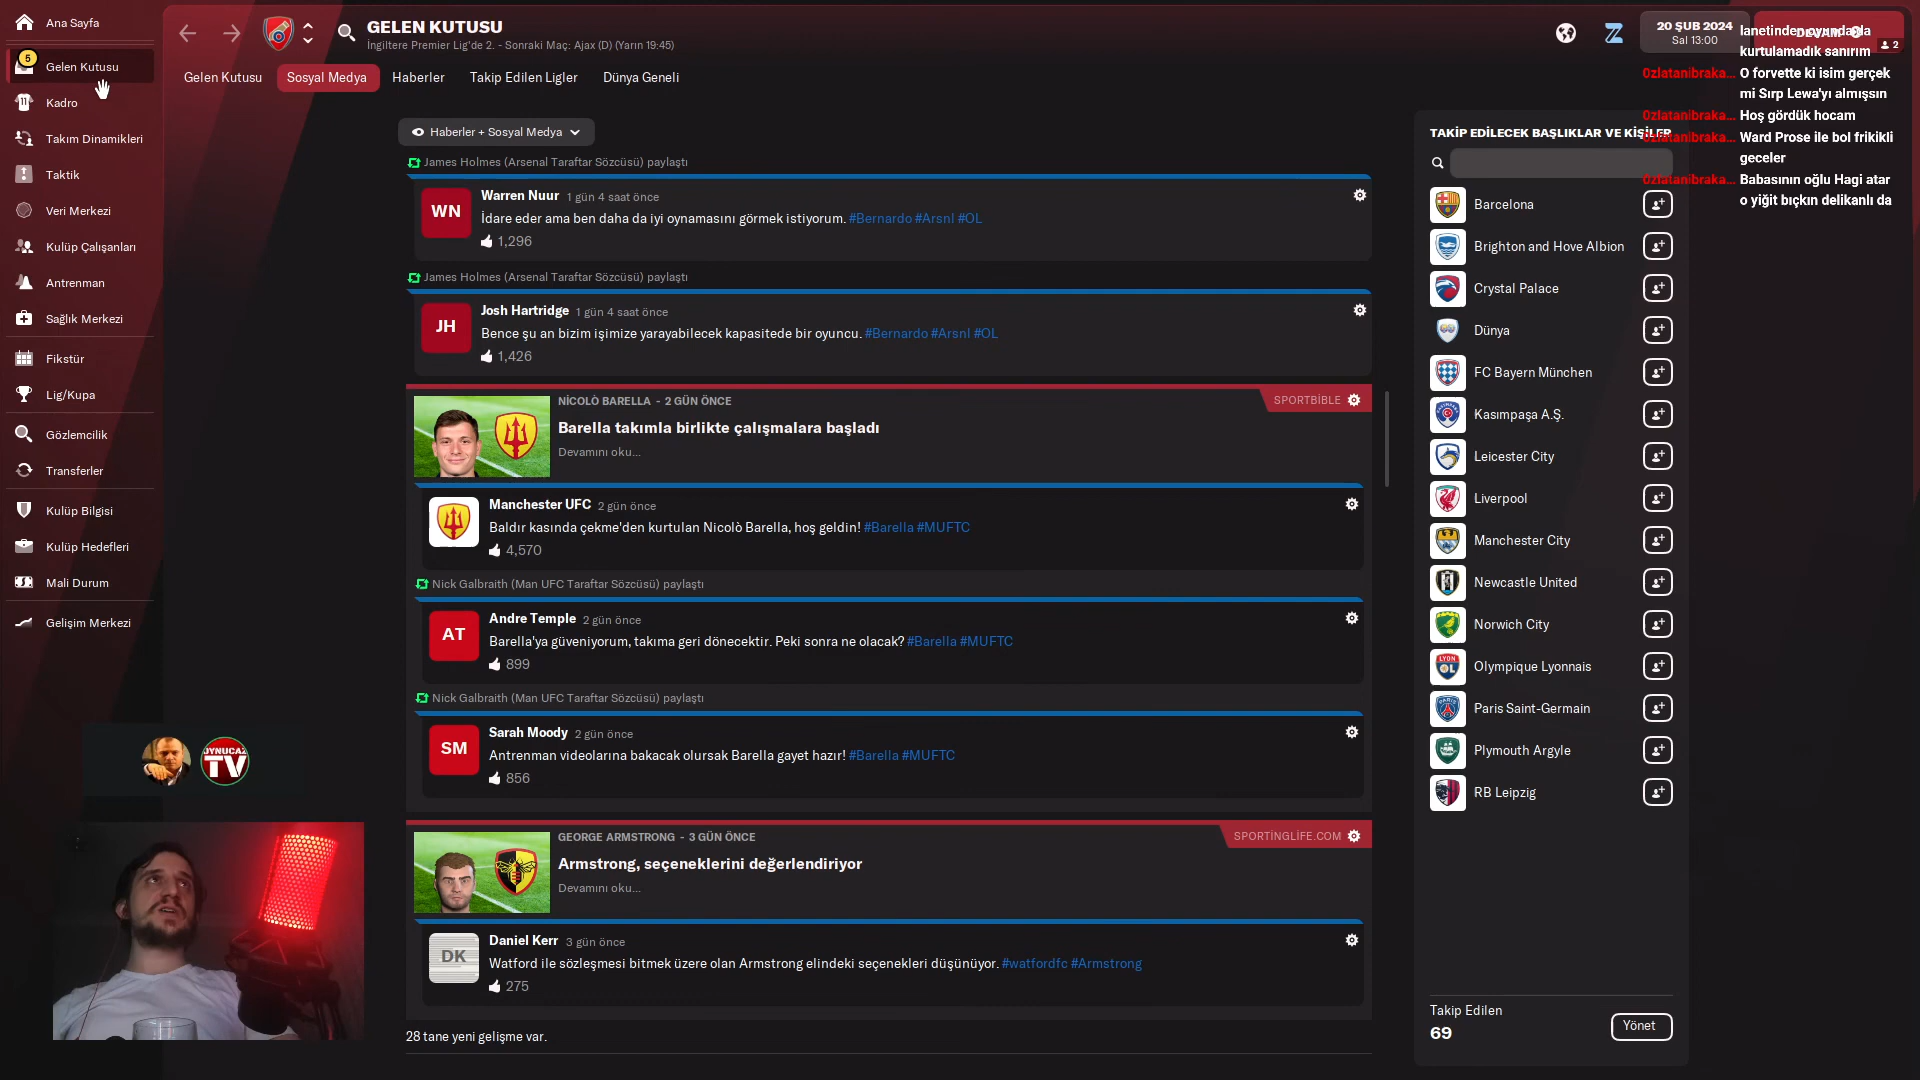 Ana Sayfa
5
Gelen Kutusu
Kadro
Takım Dinamikleri
Taktik
Veri Merkezi
Kulüp Çalışanları
Antrenman
Sağlık Merkezi
Fikstür
Lig/Kupa
Gözlemcilik
Transferler
Kulüp Bilgisi
Kulüp Hedefleri
Mali Durum
Gelişim Merkezi
GELEN KUTUSU
İngiltere Premier Lig'de 2. - Sonraki Maç: Ajax (D) (Yarın 19:45)
20 ŞUB 2024
Sal 13:00
2
Gelen Kutusu
Sosyal Medya
Haberler
Takip Edilen Ligler
Dünya Geneli
Haberler + Sosyal Medya
James Holmes (Arsenal Taraftar Sözcüsü) paylaştı
WN
Warren Nuur 1 gün 4 saat önce
İdare eder ama ben daha da iyi oynamasını görmek istiyorum. #Bernardo #Arsnl #OL
1,296
James Holmes (Arsenal Taraftar Sözcüsü) paylaştı
JH
Josh Hartridge 1 gün 4 saat önce
Bence şu an bizim işimize yarayabilecek kapasitede bir oyuncu. #Bernardo #Arsnl #OL
1,426
NİCOLÒ BARELLA - 2 GÜN ÖNCE
SPORTBİBLE
Barella takımla birlikte çalışmalara başladı
Devamını oku...
Manchester UFC 2 gün önce
Baldır kasında çekme'den kurtulan Nicolò Barella, hoş geldin! #Barella #MUFTC
4,570
Nick Galbraith (Man UFC Taraftar Sözcüsü) paylaştı
AT
Andre Temple 2 gün önce
Barella'ya güveniyorum, takıma geri dönecektir. Peki sonra ne olacak? #Barella #MUFTC
899
Nick Galbraith (Man UFC Taraftar Sözcüsü) paylaştı
SM
Sarah Moody 2 gün önce
Antrenman videolarına bakacak olursak Barella gayet hazır! #Barella #MUFTC
856
GEORGE ARMSTRONG - 3 GÜN ÖNCE
SPORTİNGLİFE.COM
Armstrong, seçeneklerini değerlendiriyor
Devamını oku...
DK
Daniel Kerr 3 gün önce
Watford ile sözleşmesi bitmek üzere olan Armstrong elindeki seçenekleri düşünüyor. #watfordfc #Armstrong
275
28 tane yeni gelişme var.
TAKİP EDİLECEK BAŞLIKLAR VE KİŞİLER
Barcelona
Brighton and Hove Albion
Crystal Palace
Dünya
FC Bayern München
Kasımpaşa A.Ş.
Leicester City
Liverpool
Manchester City
Newcastle United
Norwich City
Olympique Lyonnais
Paris Saint-Germain
Plymouth Argyle
RB Leipzig
Takip Edilen
69
Yönet
lanetinden
kurtulamadık sanırım
0zlatanibraka... O forvette ki isim gerçek
mi Sırp Lewa'yı almışsın
0zlatanibraka... Hoş gördük hocam
0zlatanibraka... Ward Prose ile bol frikikli
geceler
0zlatanibraka... Babasının oğlu Hagi atar
o yiğit bıçkın delikanlı da
OYNUCAZ
TV